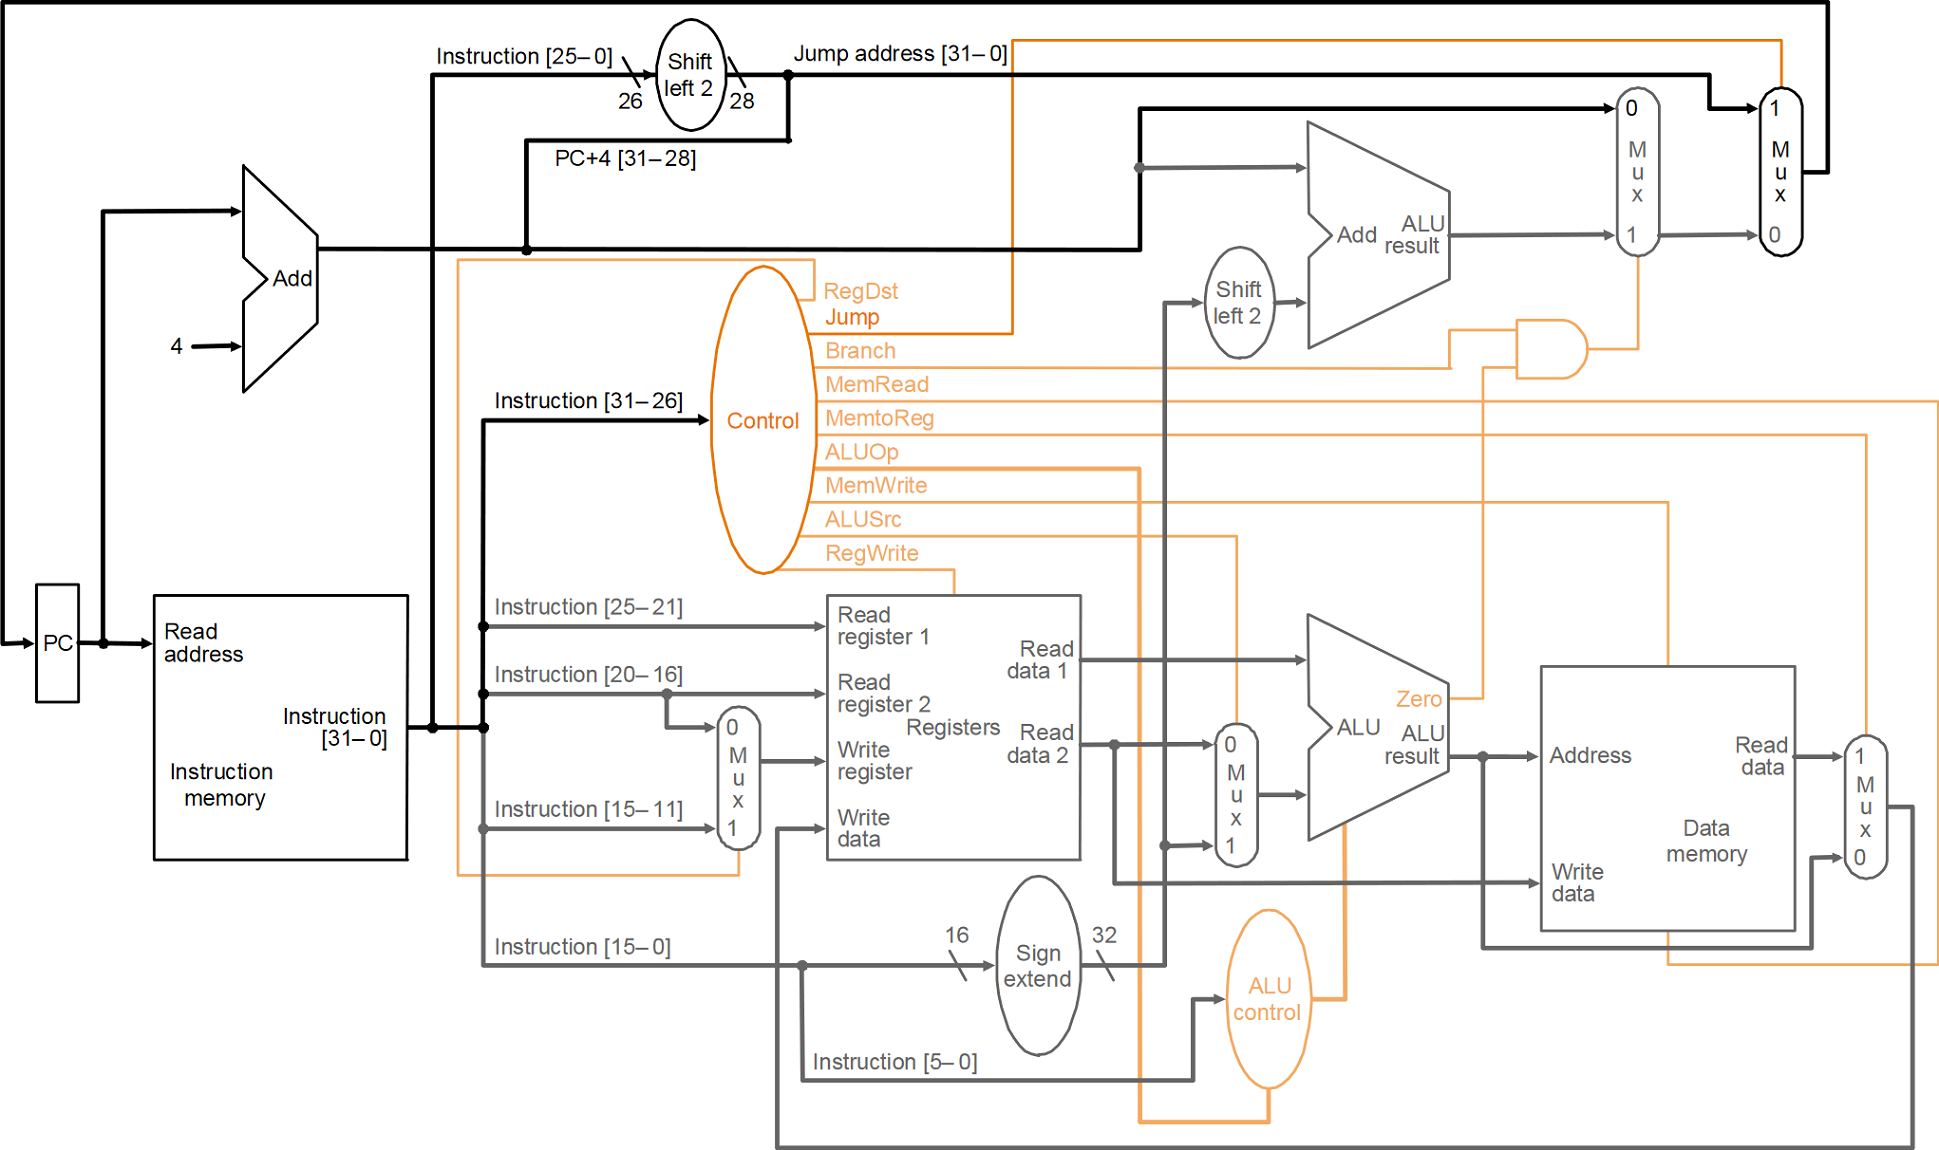 Instruction [25–0]
Shift
left 2
Jump address [31–0]
26
28
PC+4 [31–28]
0
M
u
x
1
1
M
u
x
0
Add
ALU
result
Add
4
Shift
left 2
RegDst
Jump
Branch
MemRead
MemtoReg
ALUOp
MemWrite
ALUSrc
RegWrite
Control
Instruction [31–26]
PC
Read
address
Instruction
[31–0]
Instruction
memory
Instruction [25–21]
Instruction [20–16]
Instruction [15–11]
Instruction [15–0]
0
M
u
x
1
Read
register 1
Read
register 2
Write
register
Write
data
Registers
Read
data 1
Read
data 2
0
M
u
x
1
Zero
ALU
ALU
result
Address
Write
data
Read
data
Data
memory
1
M
u
x
0
16
Sign
extend
32
ALU
control
Instruction [5–0]